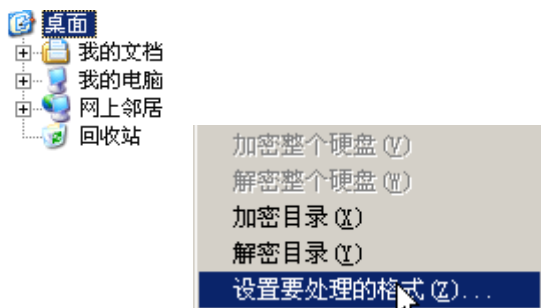 桌面
我的文档
我的电脑
网上邻居
回收站
加密整个硬盘(V)
解密整个硬盘(W)
加密目录(X)
解密目录(Y)
设置要处理的格式(Z)...